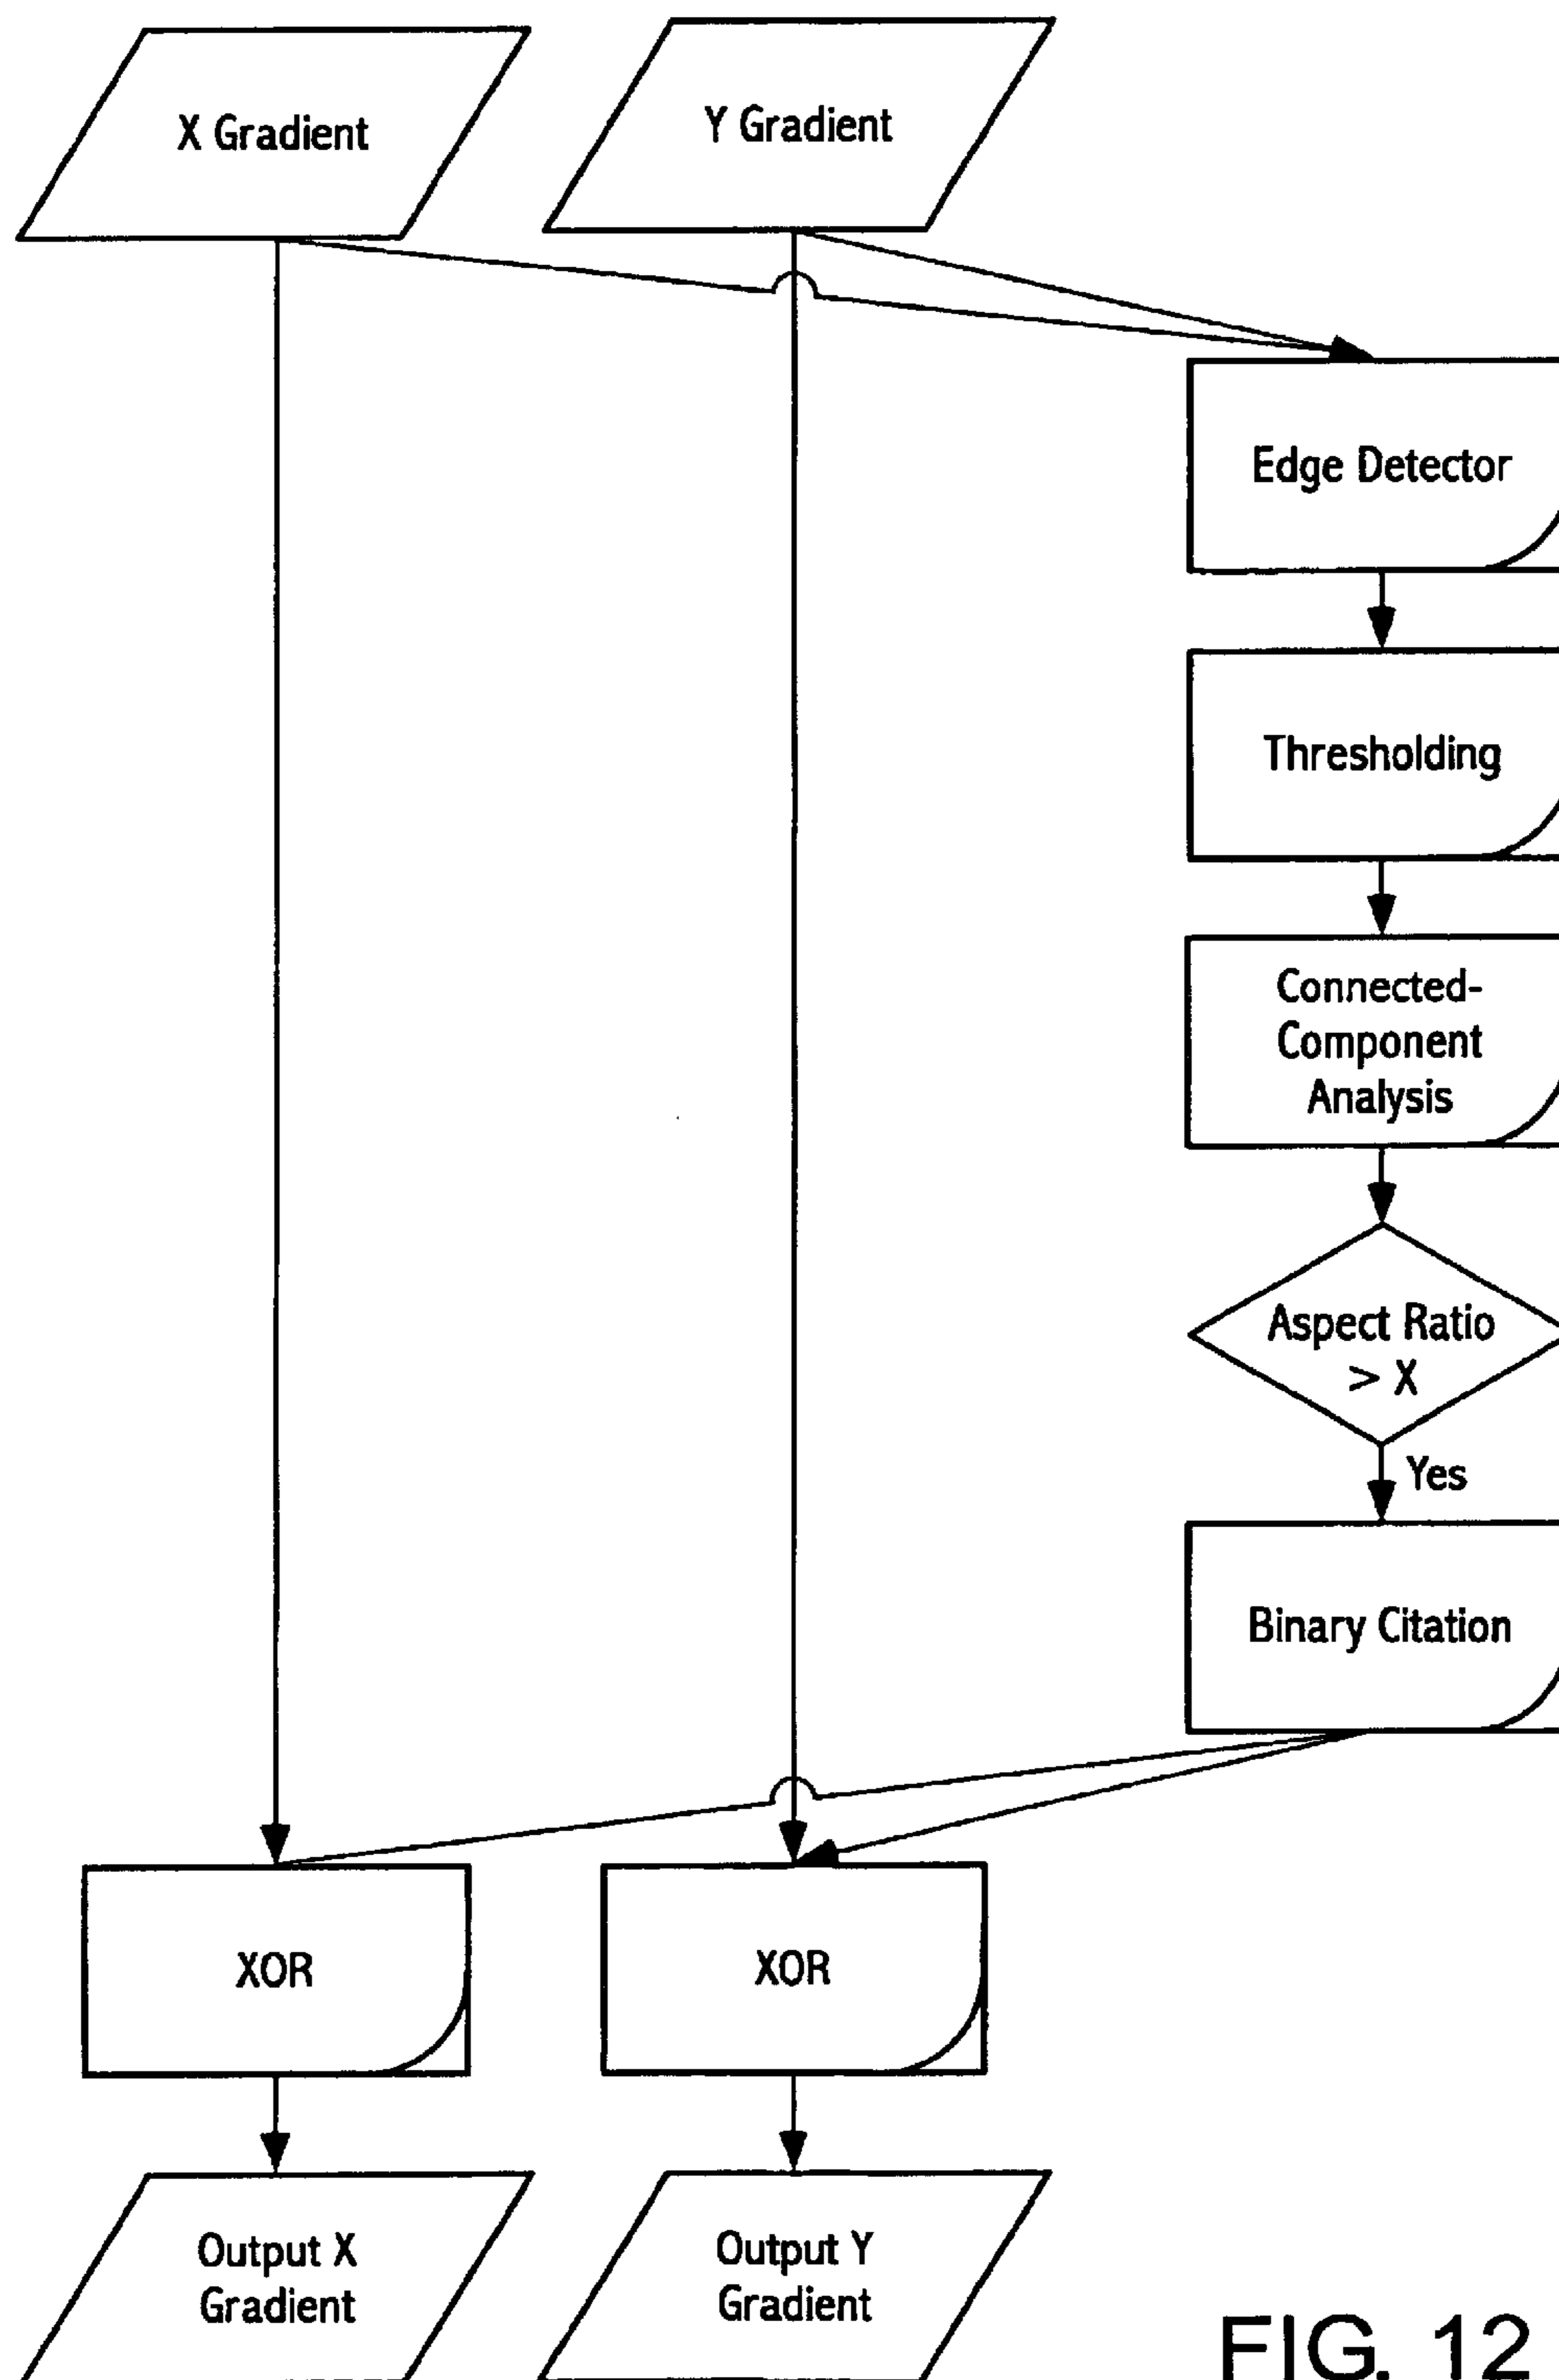 X Gradient
Y Gradient
Edge Detector
Thresholding
Connected-
Component
Analysis
Aspect Ratio
> X
Yes
Binary Citation
XOR
XOR
Output X
Gradient
Output Y
Gradient
FIG. 12